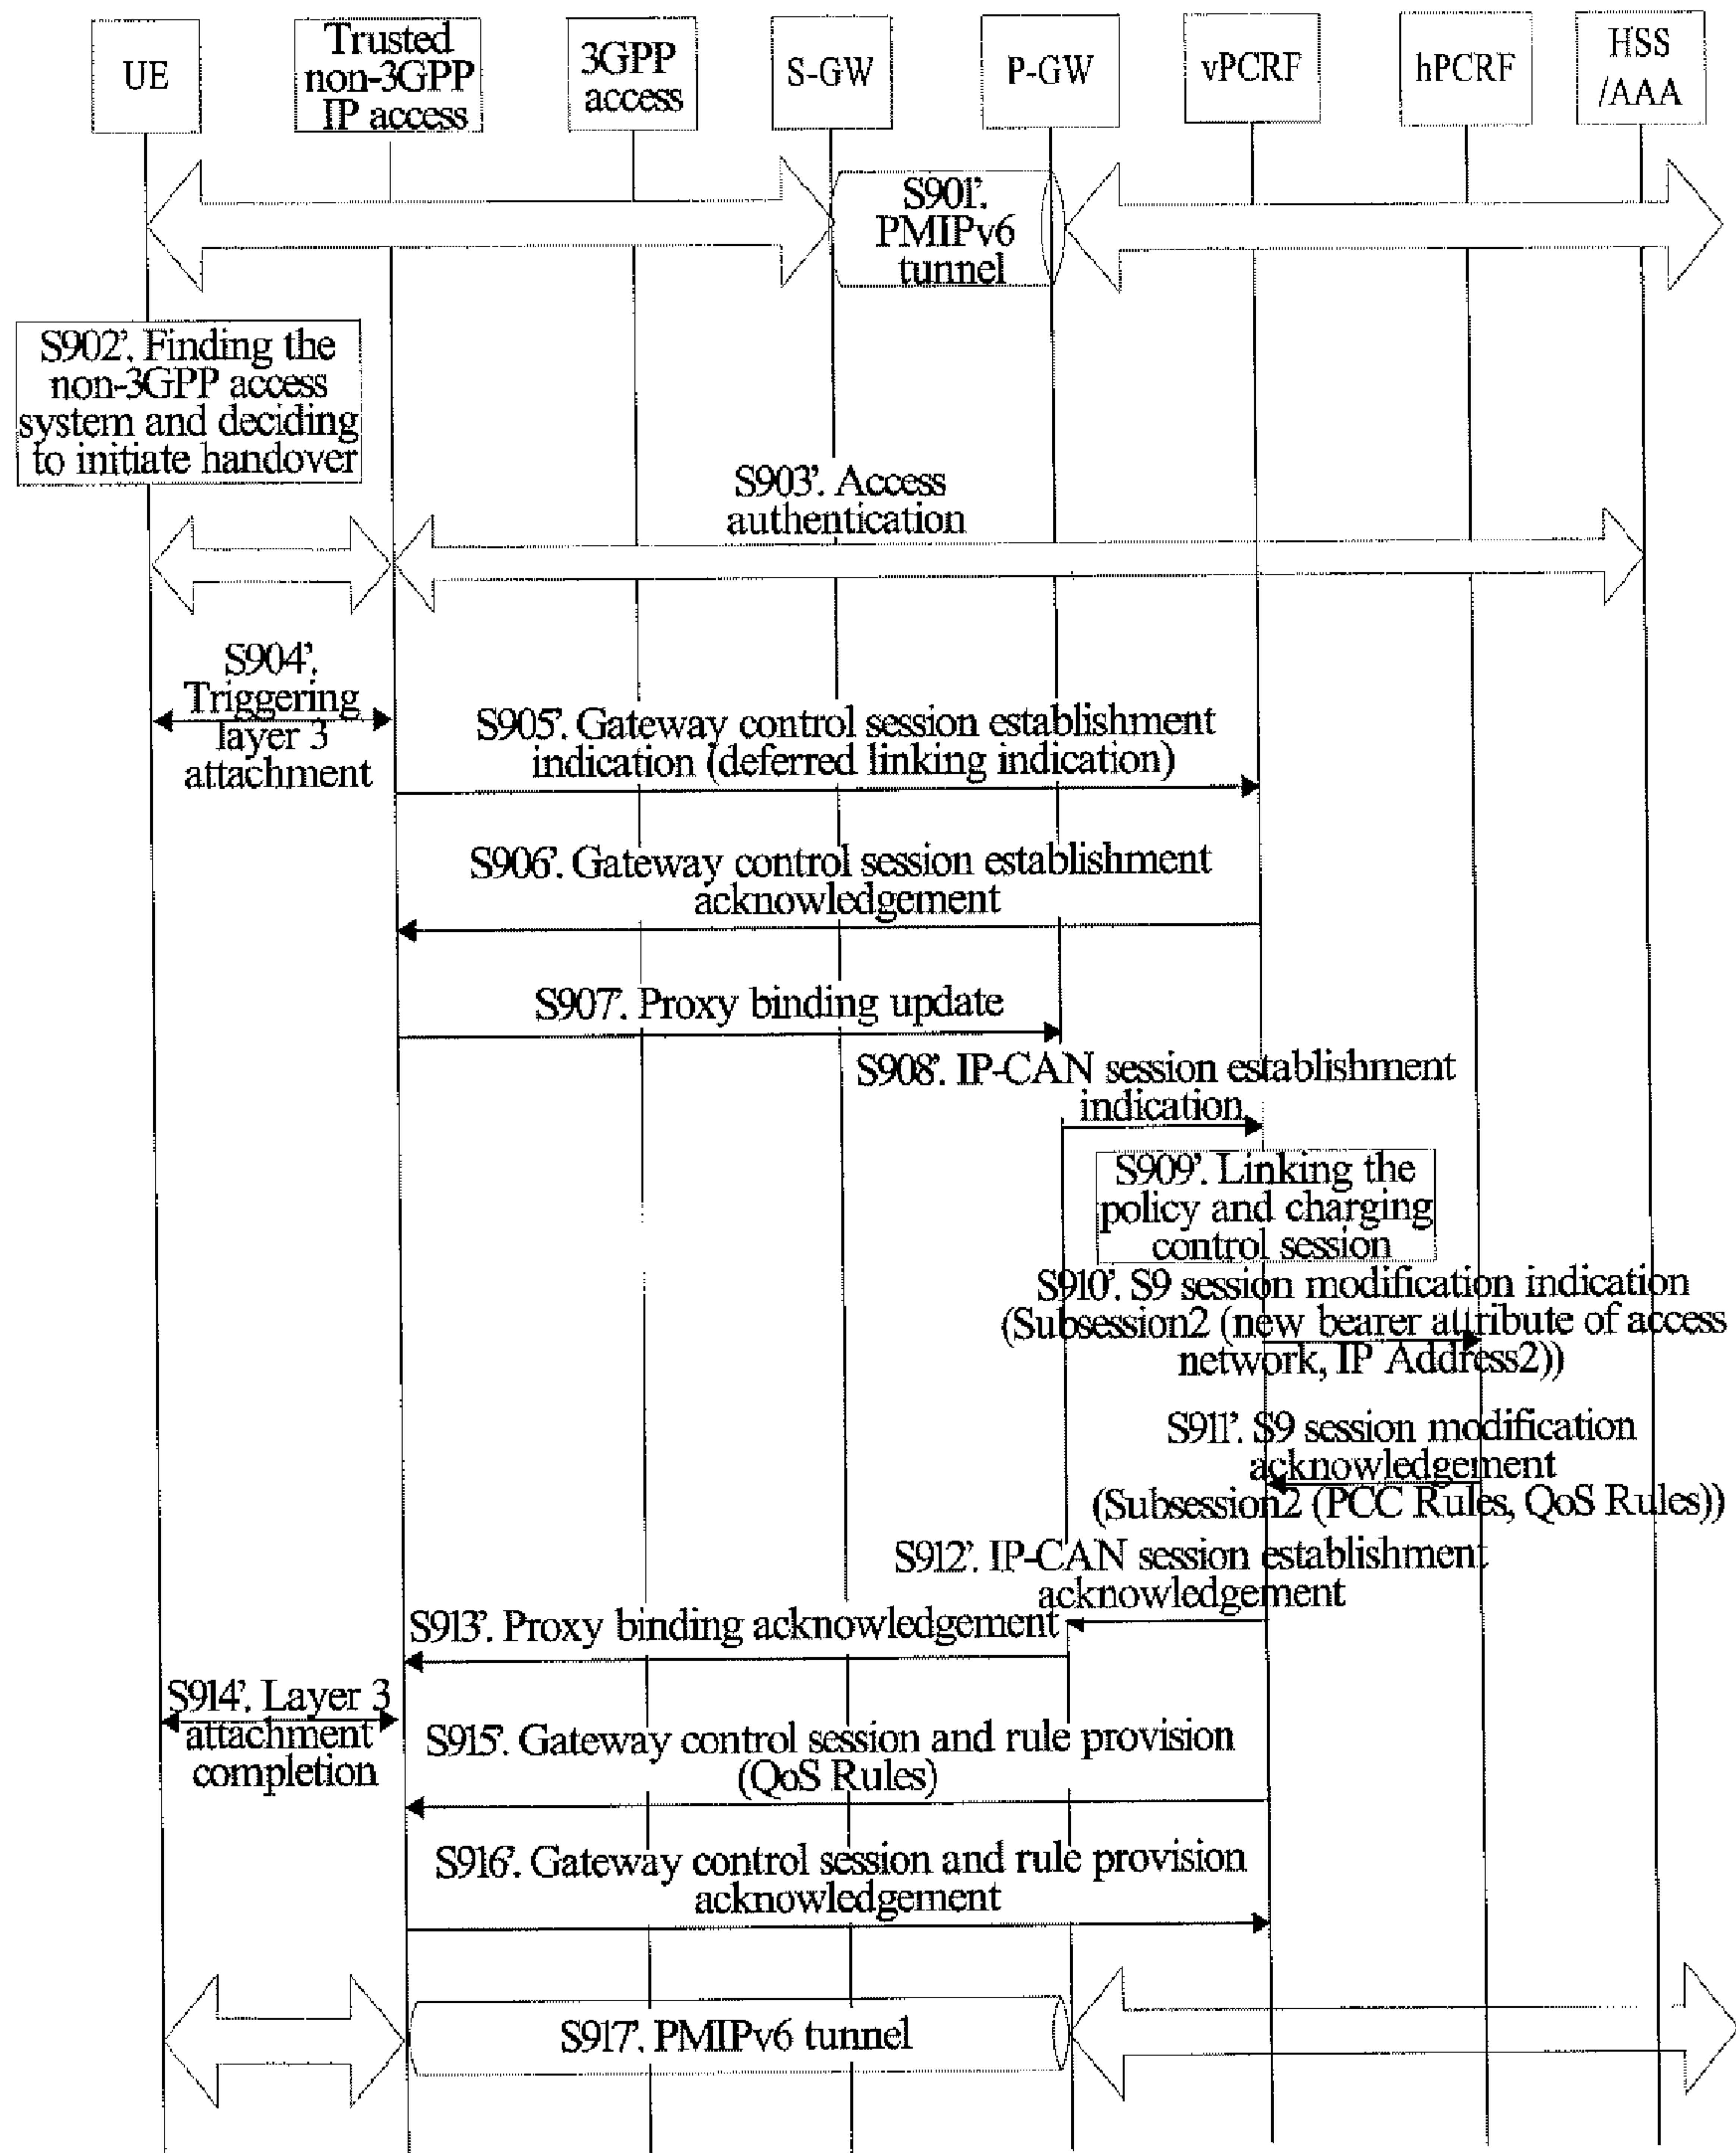 UE
Trusted
non-3GPP
IP access
3GPP
access
S-GW
P-GW
vPCRF
hPCRF
HSS
/AAA
S901'.
PMIPv6
tunnel
S902'. Finding the
non-3GPP access
system and deciding
to initiate handover
S903'. Access
authentication
S904'.
Triggering
layer 3
attachment
S905'. Gateway control session establishment
indication (deferred linking indication)
S906'. Gateway control session establishment
acknowledgement
S907'. Proxy binding update
S908'. IP-CAN session establishment
indication
S909'. Linking the
policy and charging
control session
S910'. S9 session modification indication
(Subsession2 (new bearer attribute of access
network, IP Address2))
S911'. S9 session modification
acknowledgement
(Subsession2 (PCC Rules, QoS Rules))
S912'. IP-CAN session establishment
acknowledgement
S913'. Proxy binding acknowledgement
S914'. Layer 3
attachment
completion
S915'. Gateway control session and rule provision
(QoS Rules)
S916'. Gateway control session and rule provision
acknowledgement
S917'. PMIPv6 tunnel